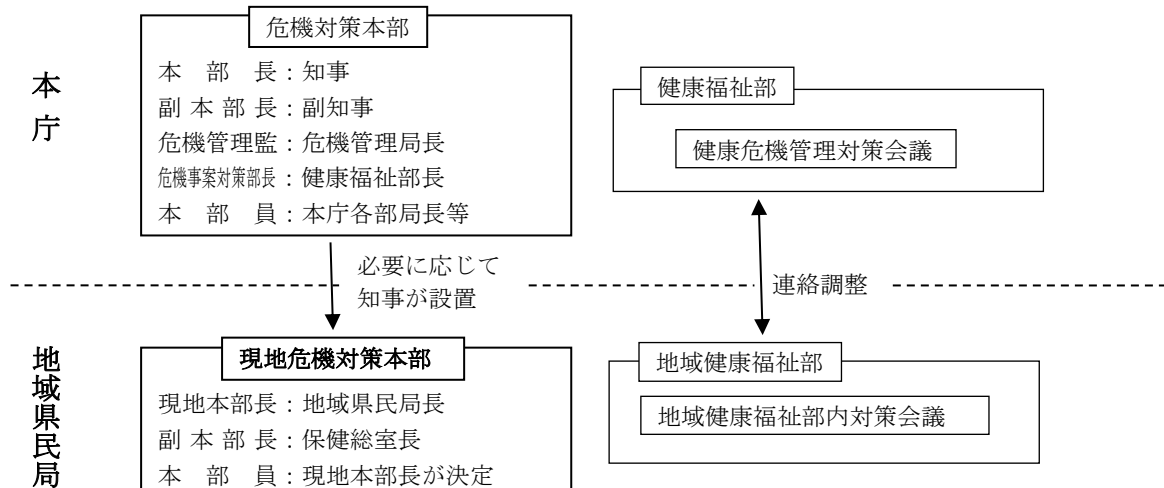 本庁
危機対策本部
本　部　長：知事
副 本 部 長：副知事
危機管理監：危機管理局長
危機事案対策部長：健康福祉部長
本　部　員：本庁各部局長等
健康福祉部
健康危機管理対策会議
必要に応じて
知事が設置
連絡調整
地域県民局
現地危機対策本部
現地本部長：地域県民局長
副 本 部 長：保健総室長
本　部　員：現地本部長が決定
地域健康福祉部
地域健康福祉部内対策会議